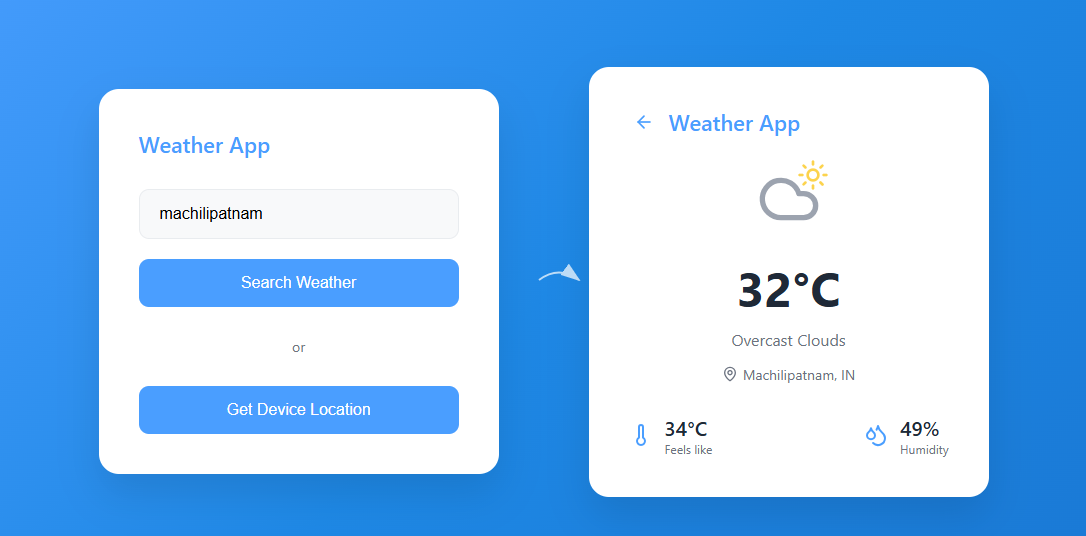 Weather App
machilipatnam
Search Weather
or
Get Device Location
Weather App
32°C
Overcast Clouds
Machilipatnam, IN
34°C
Feels like
49%
Humidity